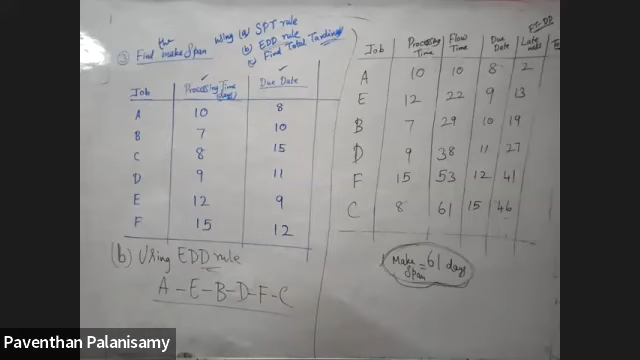 ③ Find the make span using (a) SPT rule
(b) EDD rule
(c) Find Total Tardiness
Job Processing Time (days) Due Date
A 10 8
B 7 10
C 8 15
D 9 11
E 12 9
F 15 12
(b) Using EDD rule
A-E-B-D-F-C
FT-DD
Job Processing Time Flow Time Due Date Lateness
A 10 10 8 2
E 12 22 9 13
B 7 29 10 19
D 9 38 11 27
F 15 53 12 41
C 8 61 15 46
Make Span = 61 days
Paventhan Palanisamy